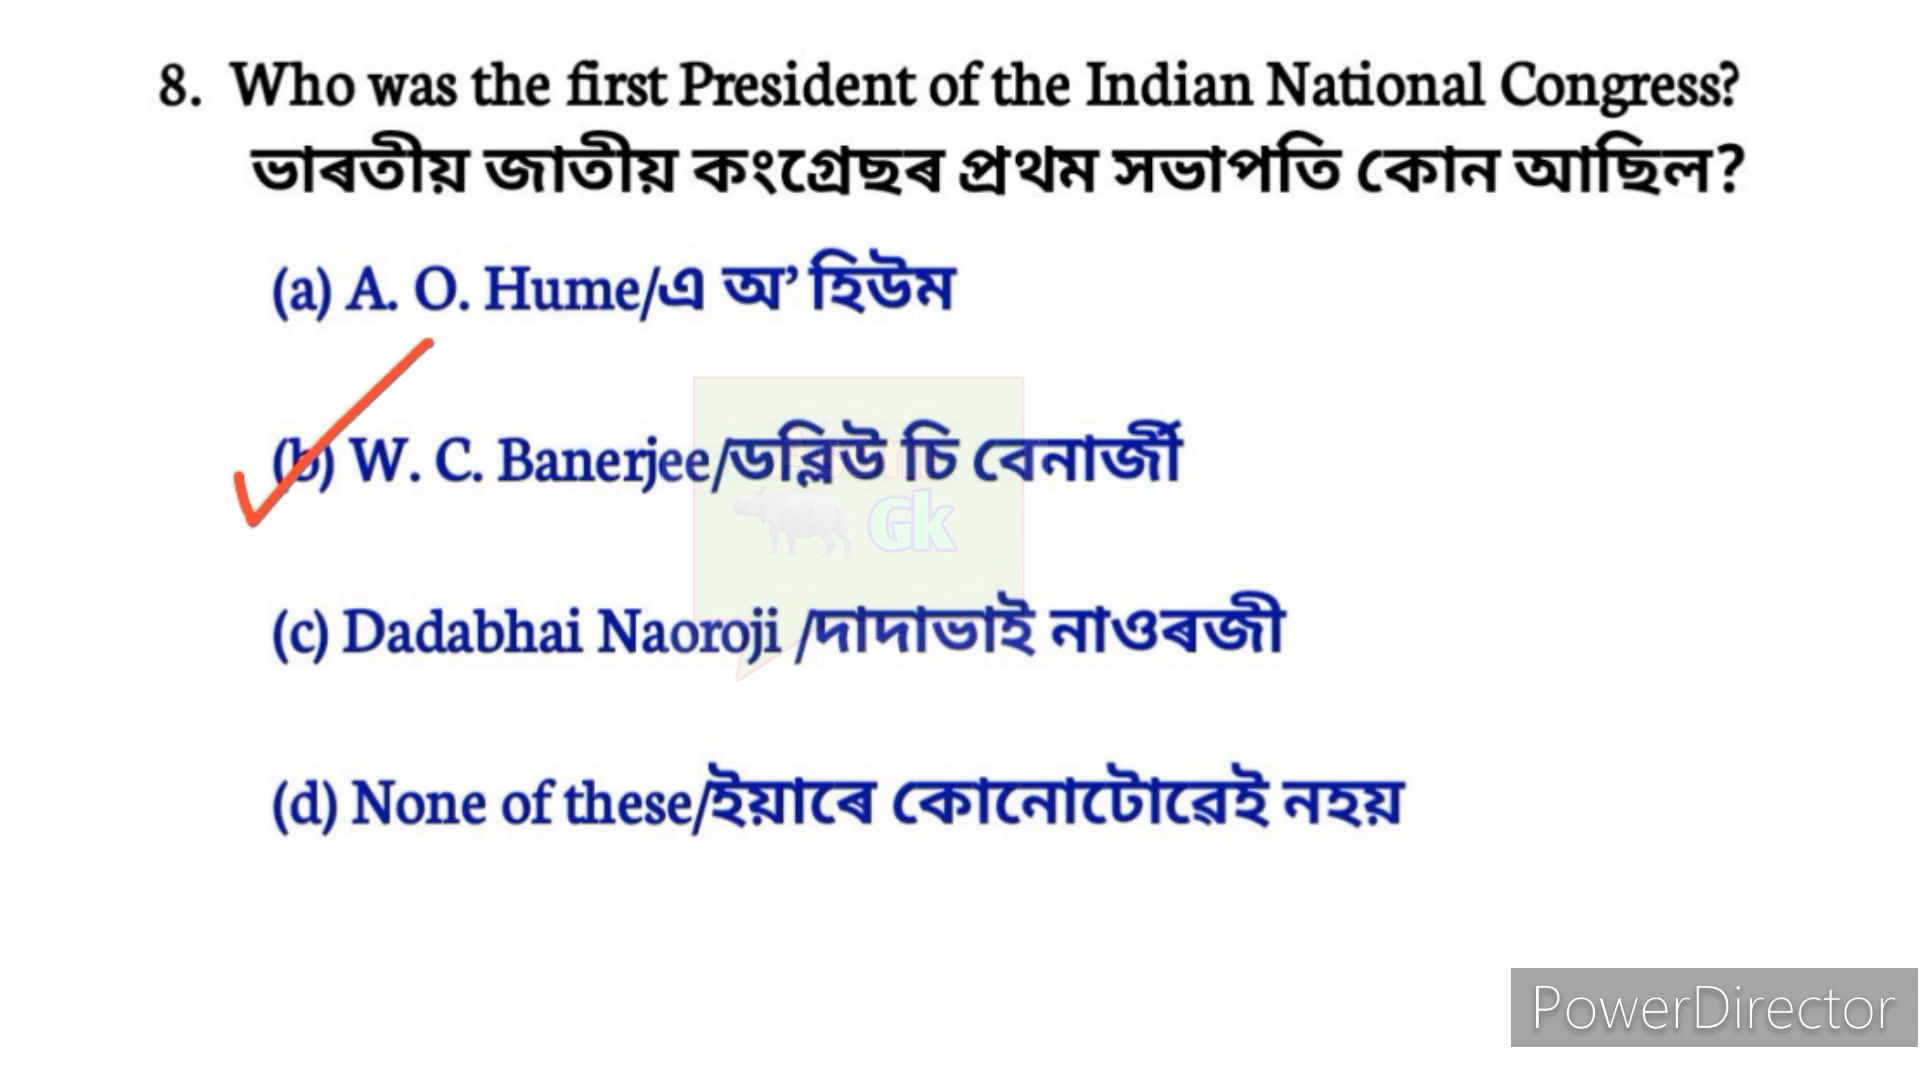 8. Who was the first President of the Indian National Congress?
ভাৰতীয় জাতীয় কংগ্ৰেছৰ প্ৰথম সভাপতি কোন আছিল?
(a) A. O. Hume/এ অ’ হিউম
(b) W. C. Banerjee/ডব্লিউ চি বেনাৰ্জী
Gk
(c) Dadabhai Naoroji /দাদাভাই নাওৰজী
(d) None of these/ইয়াৰে কোনোটোৱেই নহয়
PowerDirector